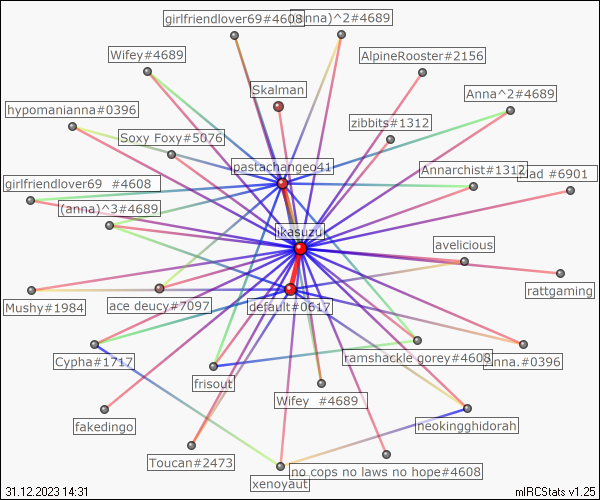 girlfriendlover69#4608
(anna)^2#4689
Wifey#4689
AlpineRooster#2156
Skalman
Anna^2#4689
hypomanianna#0396
zibbits#1312
Soxy Foxy#5076
pastachangeo41
Annarchist#1312
#6901
girlfriendlover69 #4608
(anna)^3#4689
ikasuzu
avelicious
rattgaming
Mushy#1984
ace deucy#7097
default#0617
Cypha#1717
ramshackle gorey#4608
Anna.#0396
frisout
Wifey #4689
fakedingo
neokingghidorah
Toucan#2473
no cops no laws no hope#4608
xenoyaut
31.12.2023 14:31
mIRCStats v1.25